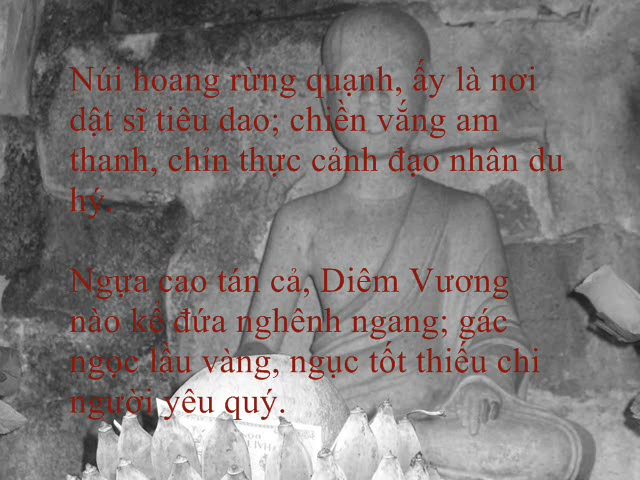 Núi hoang rừng quạnh, ấy là nơi
dật sĩ tiêu dao; chiền vắng am
thanh, chỉn thực cảnh đạo nhân du
hý.
Ngựa cao tán cả, Diêm Vương
nào kể đứa nghênh ngang; gác
ngọc lầu vàng, ngục tốt thiếu chi
người yêu quý.